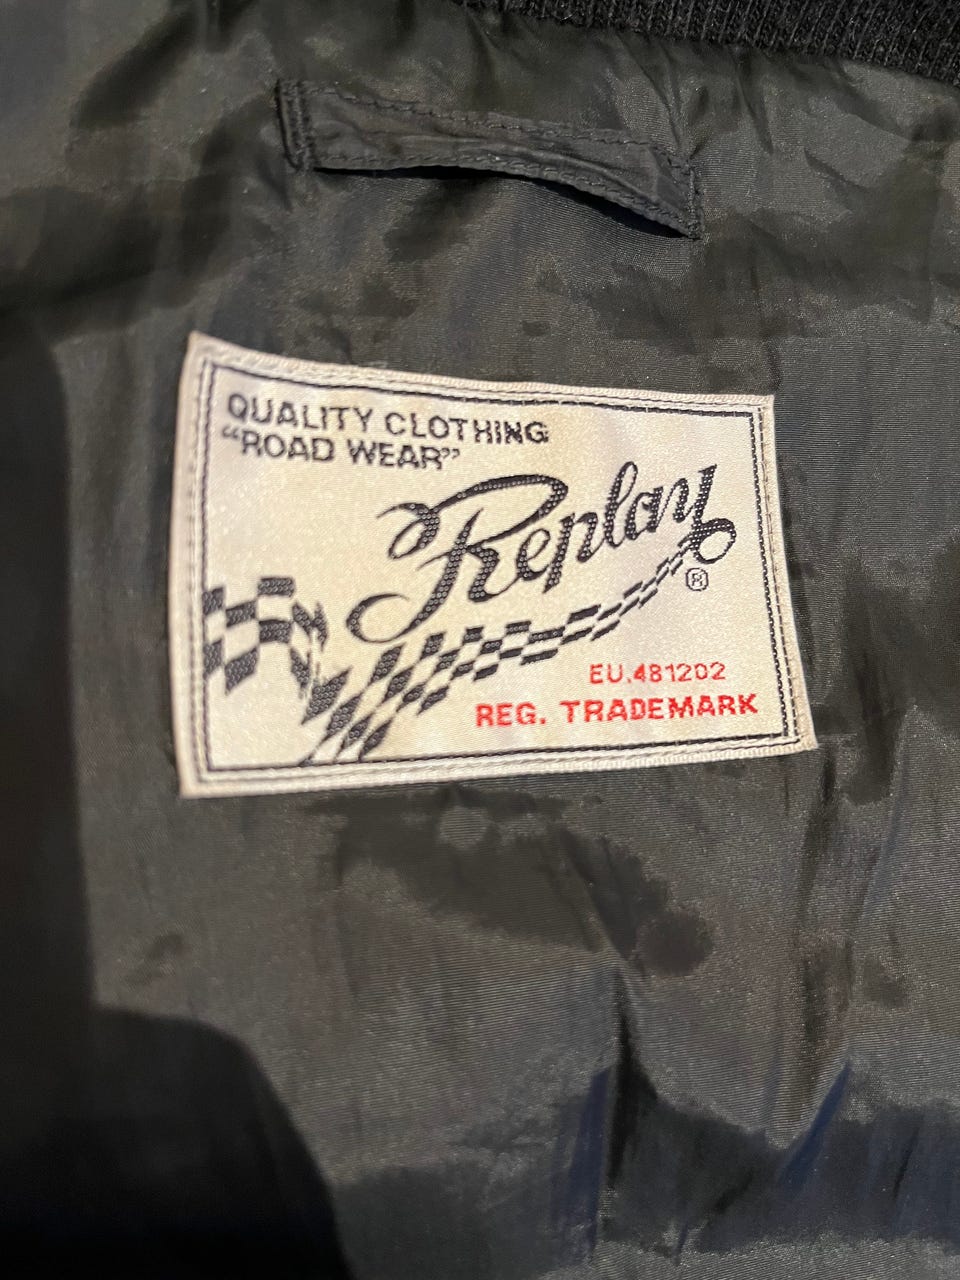 QUALITY CLOTHING
“ROAD WEAR”
Replay
®
EU.481202
REG. TRADEMARK